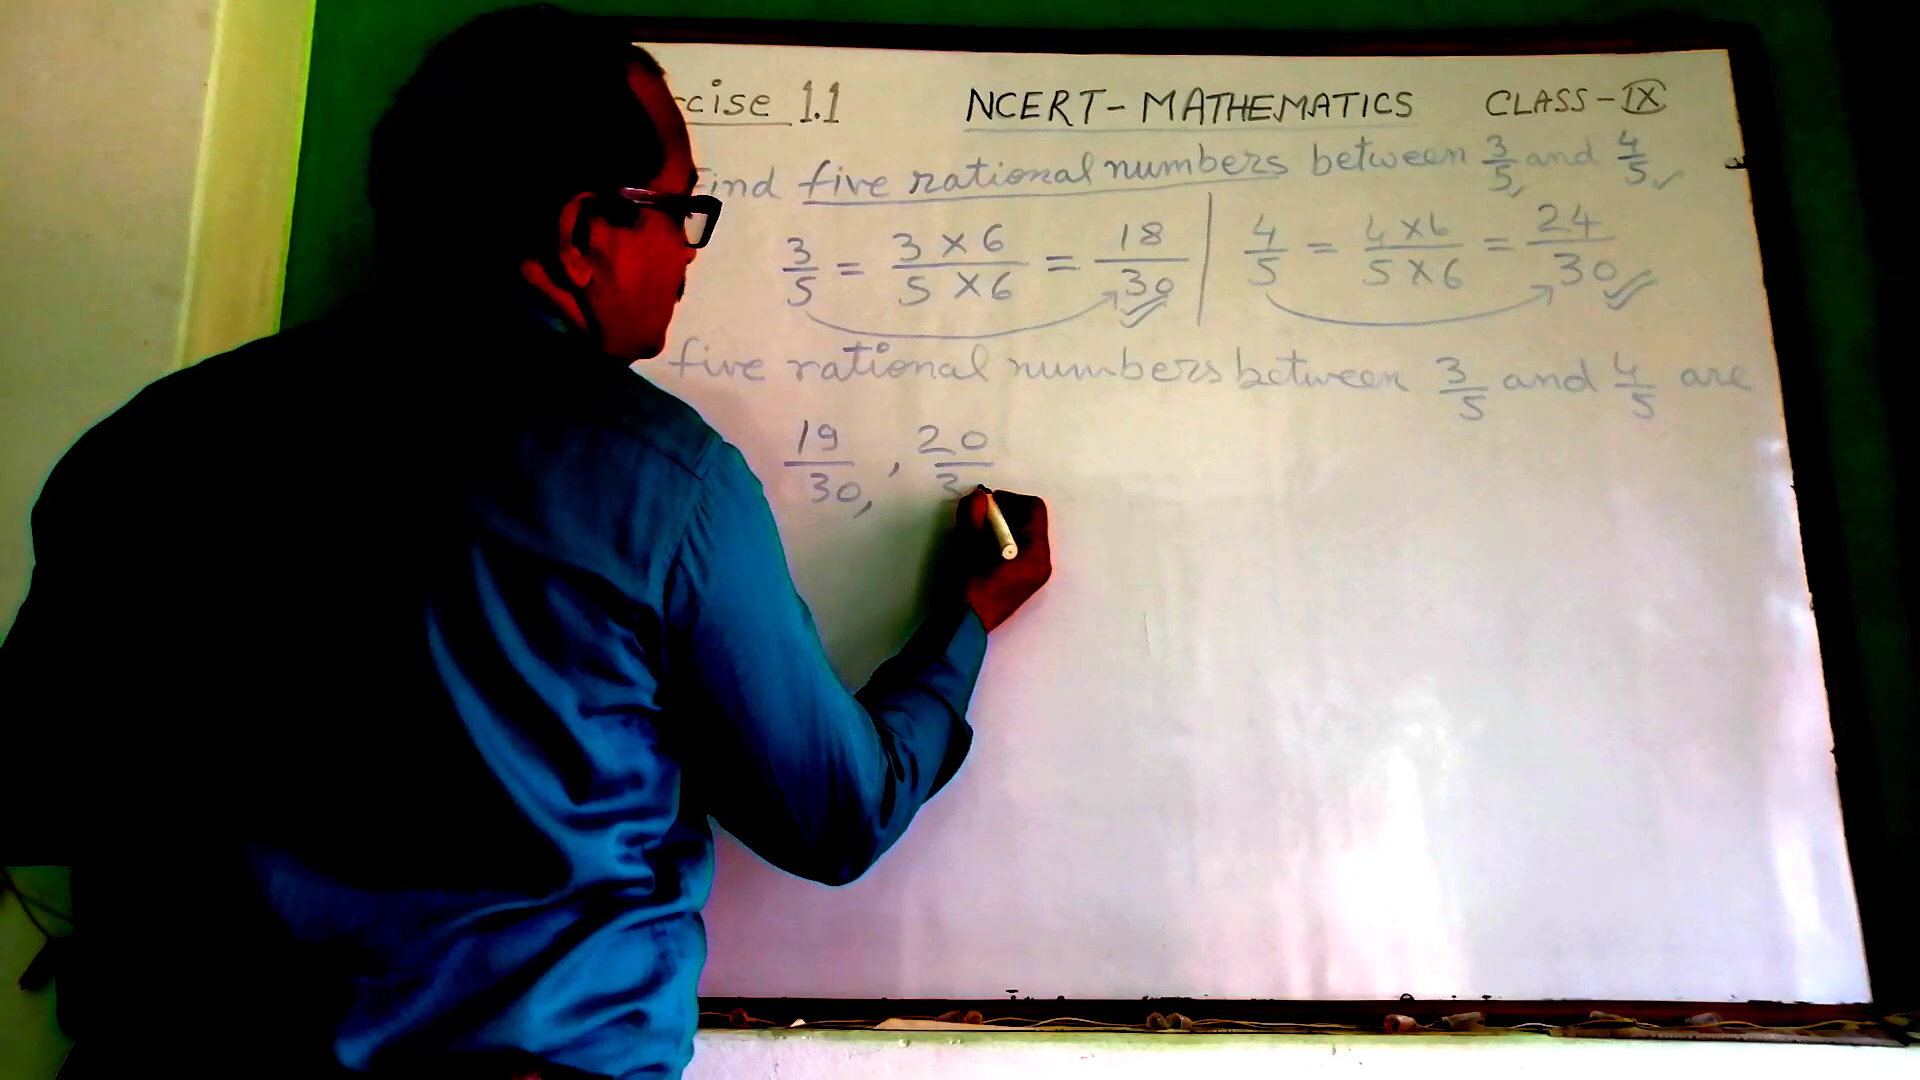 cise 1.1 NCERT-MATHEMATICS CLASS-IX
Find five rational numbers between 3/5 and 4/5
3/5 = 3×6/5×6 = 18/30 | 4/5 = 4×6/5×6 = 24/30
five rational numbers between 3/5 and 4/5 are
19/30, 20/3